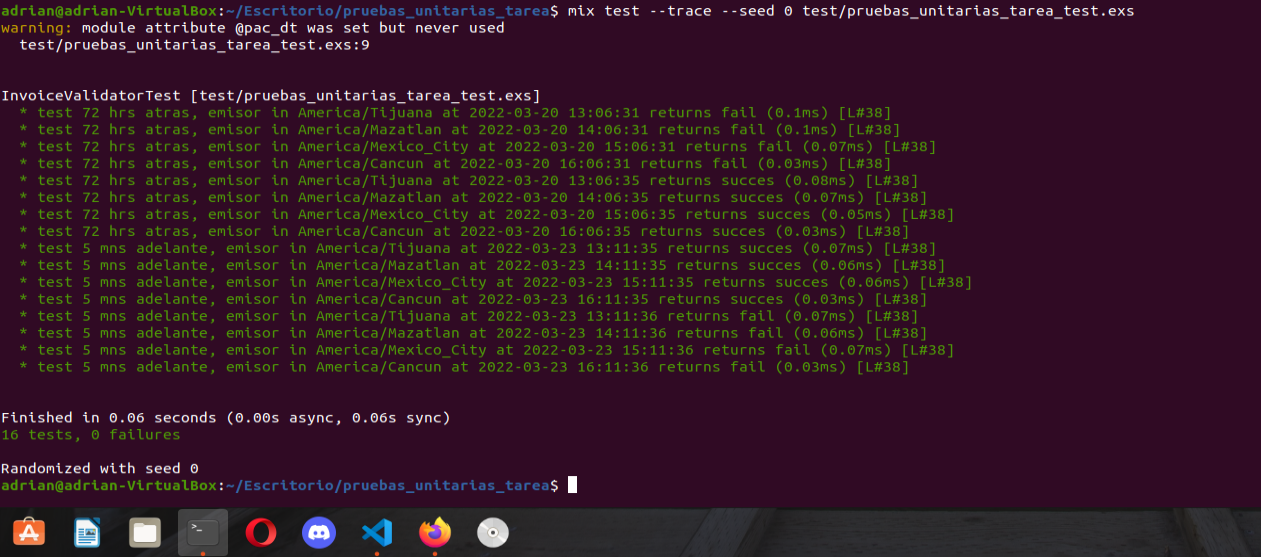 adrian@adrian-VirtualBox:~/Escritorio/pruebas_unitarias_tarea$ mix test --trace --seed 0 test/pruebas_unitarias_tarea_test.exs
warning: module attribute @pac_dt was set but never used
  test/pruebas_unitarias_tarea_test.exs:9
InvoiceValidatorTest [test/pruebas_unitarias_tarea_test.exs]
  * test 72 hrs atras, emisor in America/Tijuana at 2022-03-20 13:06:31 returns fail (0.1ms) [L#38]
  * test 72 hrs atras, emisor in America/Mazatlan at 2022-03-20 14:06:31 returns fail (0.1ms) [L#38]
  * test 72 hrs atras, emisor in America/Mexico_City at 2022-03-20 15:06:31 returns fail (0.07ms) [L#38]
  * test 72 hrs atras, emisor in America/Cancun at 2022-03-20 16:06:31 returns fail (0.03ms) [L#38]
  * test 72 hrs atras, emisor in America/Tijuana at 2022-03-20 13:06:35 returns succes (0.08ms) [L#38]
  * test 72 hrs atras, emisor in America/Mazatlan at 2022-03-20 14:06:35 returns succes (0.07ms) [L#38]
  * test 72 hrs atras, emisor in America/Mexico_City at 2022-03-20 15:06:35 returns succes (0.05ms) [L#38]
  * test 72 hrs atras, emisor in America/Cancun at 2022-03-20 16:06:35 returns succes (0.03ms) [L#38]
  * test 5 mns adelante, emisor in America/Tijuana at 2022-03-23 13:11:35 returns succes (0.07ms) [L#38]
  * test 5 mns adelante, emisor in America/Mazatlan at 2022-03-23 14:11:35 returns succes (0.06ms) [L#38]
  * test 5 mns adelante, emisor in America/Mexico_City at 2022-03-23 15:11:35 returns succes (0.06ms) [L#38]
  * test 5 mns adelante, emisor in America/Cancun at 2022-03-23 16:11:35 returns succes (0.03ms) [L#38]
  * test 5 mns adelante, emisor in America/Tijuana at 2022-03-23 13:11:36 returns fail (0.07ms) [L#38]
  * test 5 mns adelante, emisor in America/Mazatlan at 2022-03-23 14:11:36 returns fail (0.06ms) [L#38]
  * test 5 mns adelante, emisor in America/Mexico_City at 2022-03-23 15:11:36 returns fail (0.07ms) [L#38]
  * test 5 mns adelante, emisor in America/Cancun at 2022-03-23 16:11:36 returns fail (0.03ms) [L#38]
Finished in 0.06 seconds (0.00s async, 0.06s sync)
16 tests, 0 failures
Randomized with seed 0
adrian@adrian-VirtualBox:~/Escritorio/pruebas_unitarias_tarea$